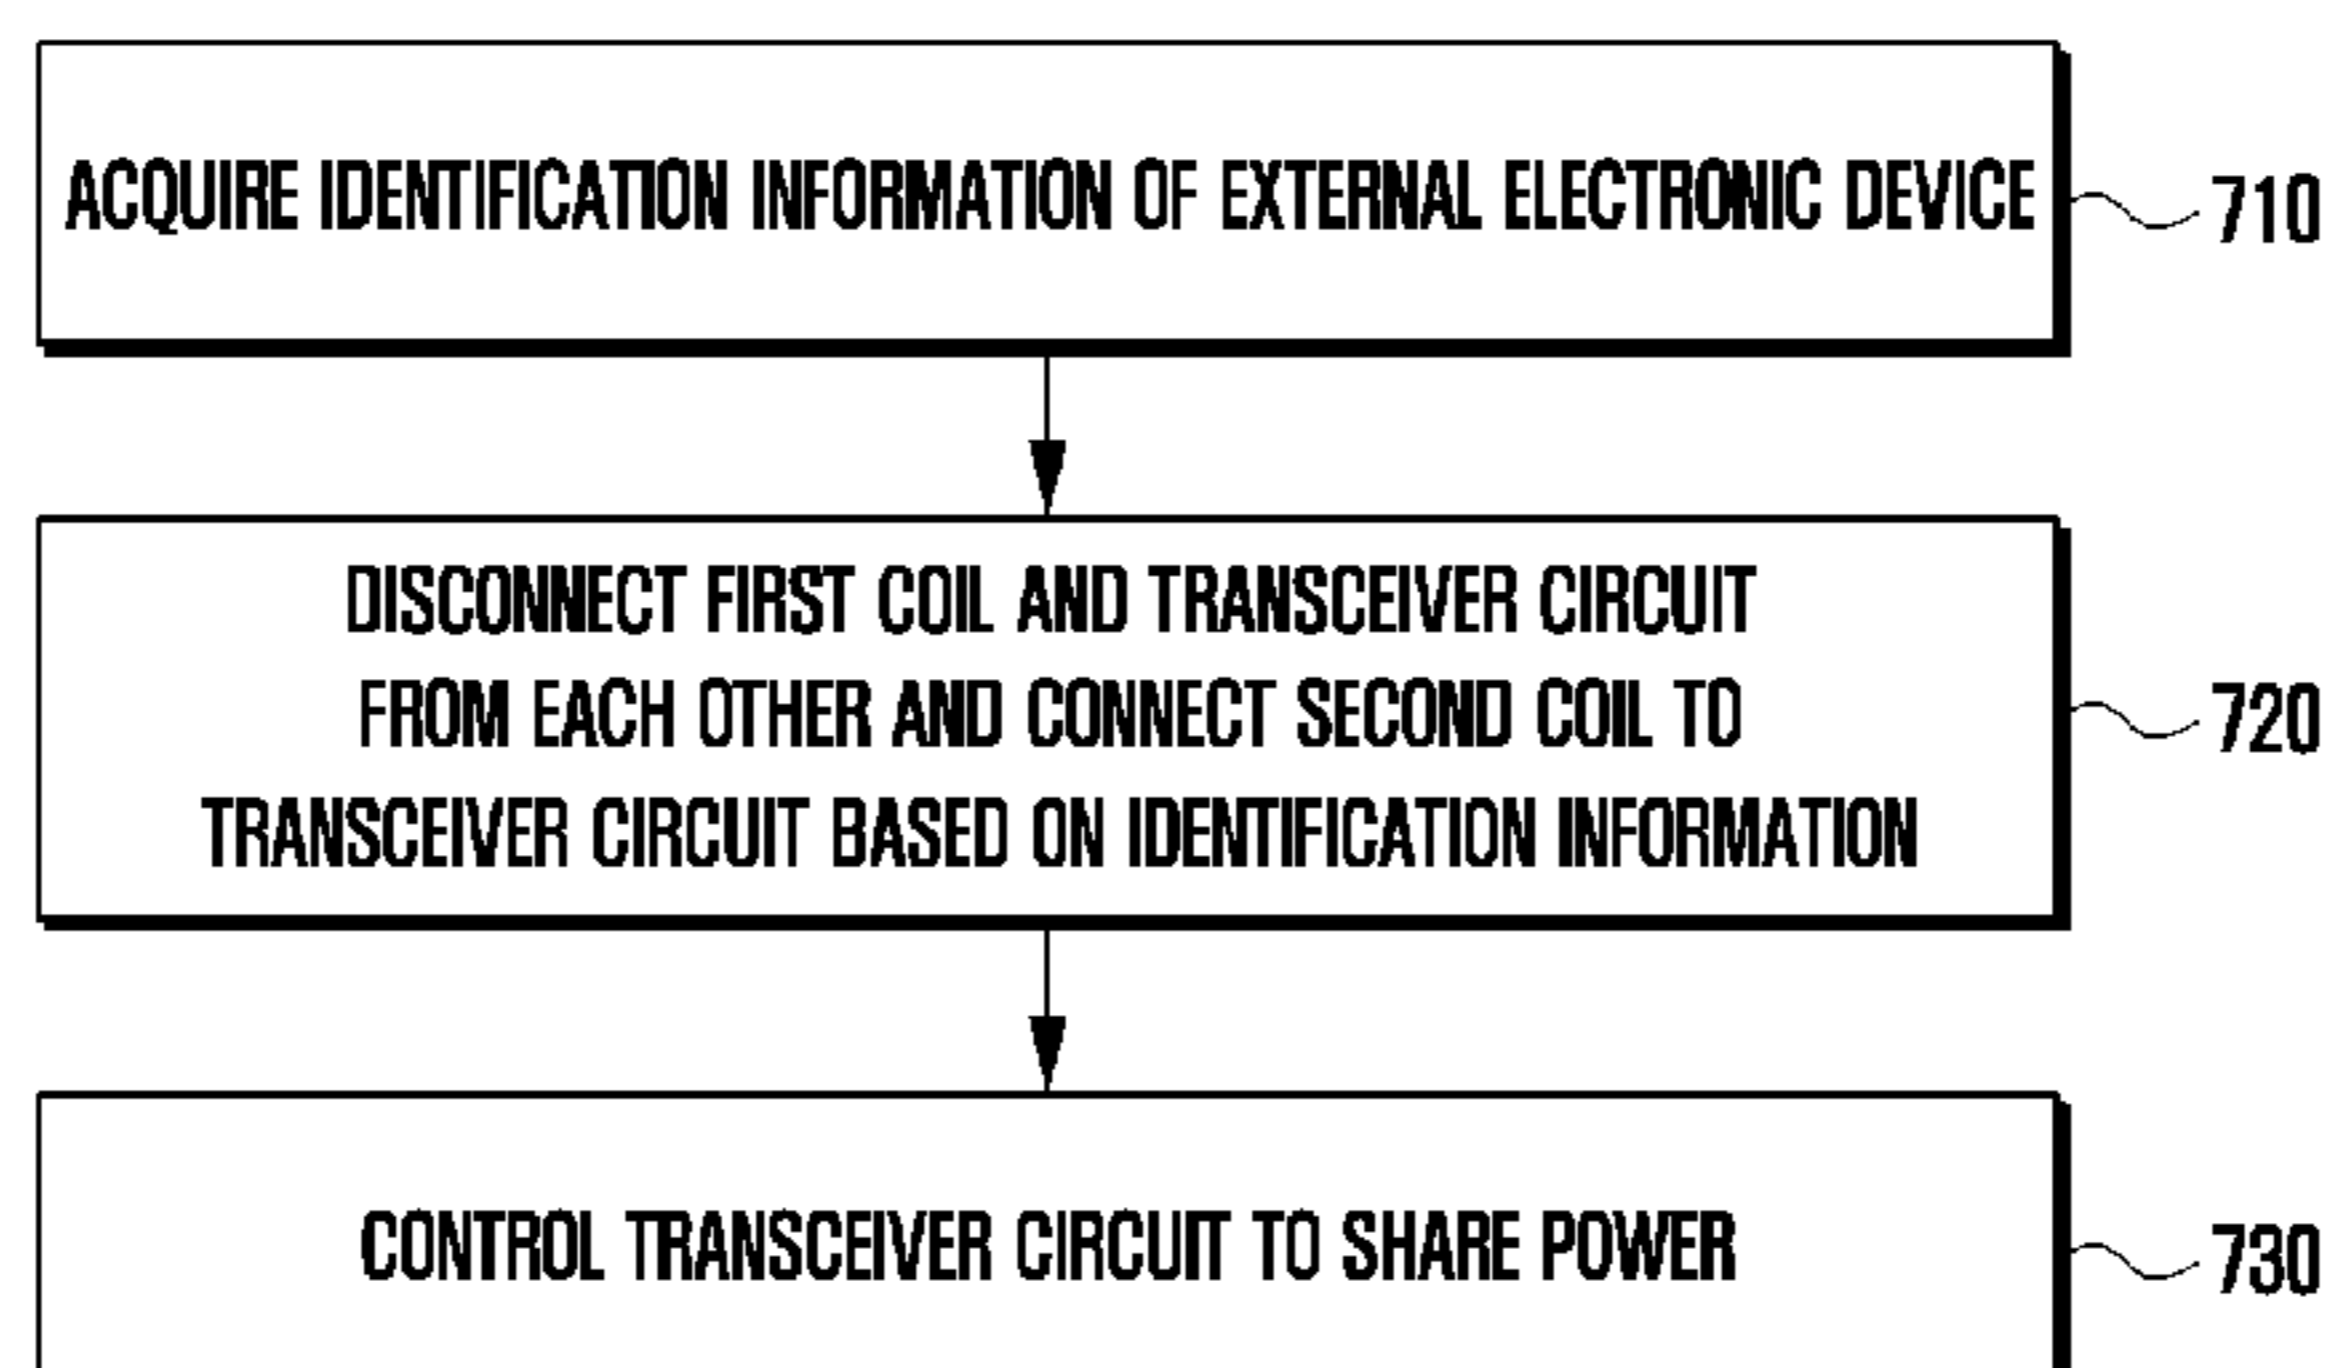 ACQUIRE IDENTIFICATION INFORMATION OF EXTERNAL ELECTRONIC DEVICE
710
DISCONNECT FIRST COIL AND TRANSCEIVER CIRCUIT
FROM EACH OTHER AND CONNECT SECOND COIL TO
TRANSCEIVER CIRCUIT BASED ON IDENTIFICATION INFORMATION
720
CONTROL TRANSCEIVER CIRCUIT TO SHARE POWER
730